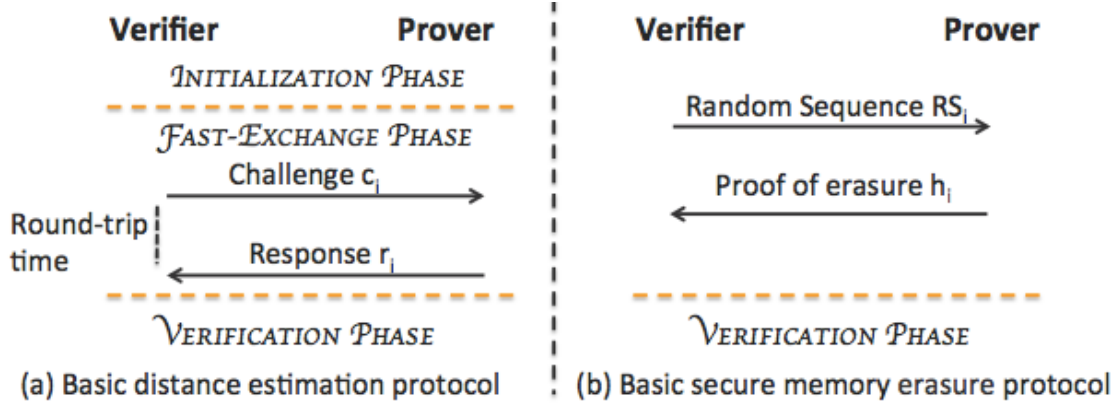 Verifier Prover
INITIALIZATION PHASE
FAST-EXCHANGE PHASE
Challenge c_i
Round-trip
time
Response r_i
VERIFICATION PHASE
(a) Basic distance estimation protocol
Verifier Prover
Random Sequence RS_i
Proof of erasure h_i
VERIFICATION PHASE
(b) Basic secure memory erasure protocol